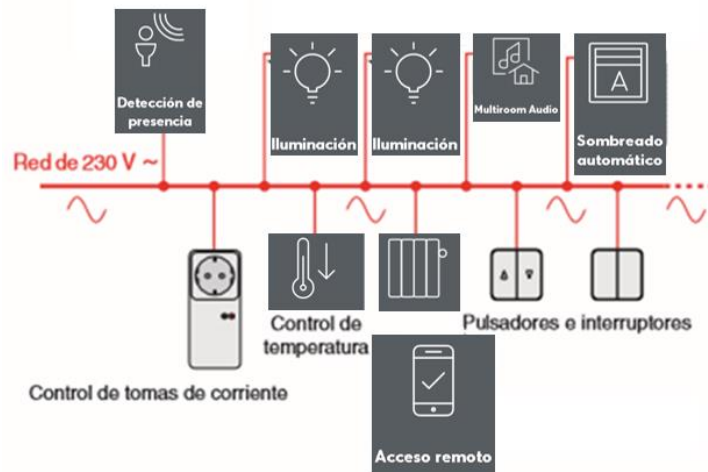 Detección de
presencia
Iluminación
Iluminación
Multiroom Audio
A
Sombreado
automático
Red de 230 V ~
Control de
temperatura
Pulsadores e interruptores
Control de tomas de corriente
Acceso remoto